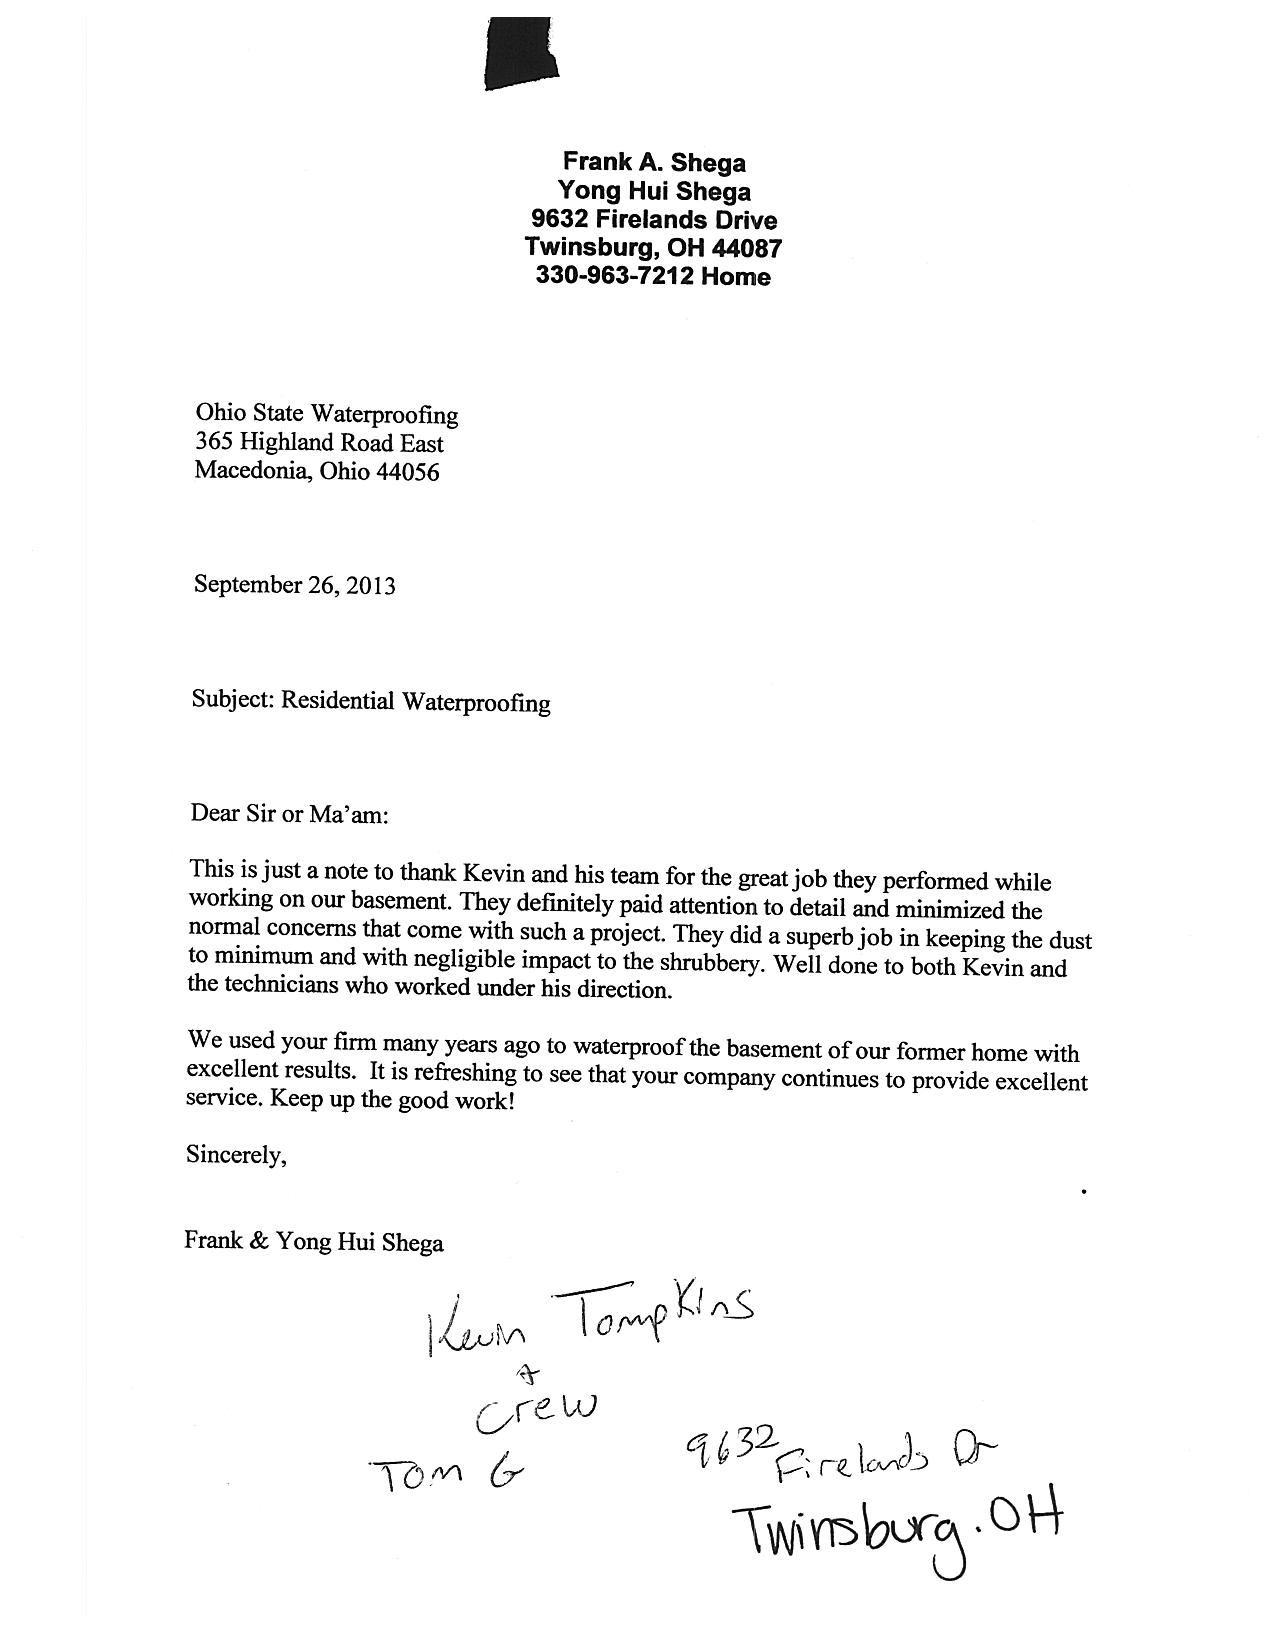 Frank A. Shega
Yong Hui Shega
9632 Firelands Drive
Twinsburg, OH 44087
330-963-7212 Home
Ohio State Waterproofing
365 Highland Road East
Macedonia, Ohio 44056
September 26, 2013
Subject: Residential Waterproofing
Dear Sir or Ma'am:
This is just a note to thank Kevin and his team for the great job they performed while
working on our basement. They definitely paid attention to detail and minimized the
normal concerns that come with such a project. They did a superb job in keeping the dust
to minimum and with negligible impact to the shrubbery. Well done to both Kevin and
the technicians who worked under his direction.
We used your firm many years ago to waterproof the basement of our former home with
excellent results.  It is refreshing to see that your company continues to provide excellent
service. Keep up the good work!
Sincerely,
Frank & Yong Hui Shega
Kevin Tompkins
+
Crew
Tom G
9632 Firelands Dr
Twinsburg. OH